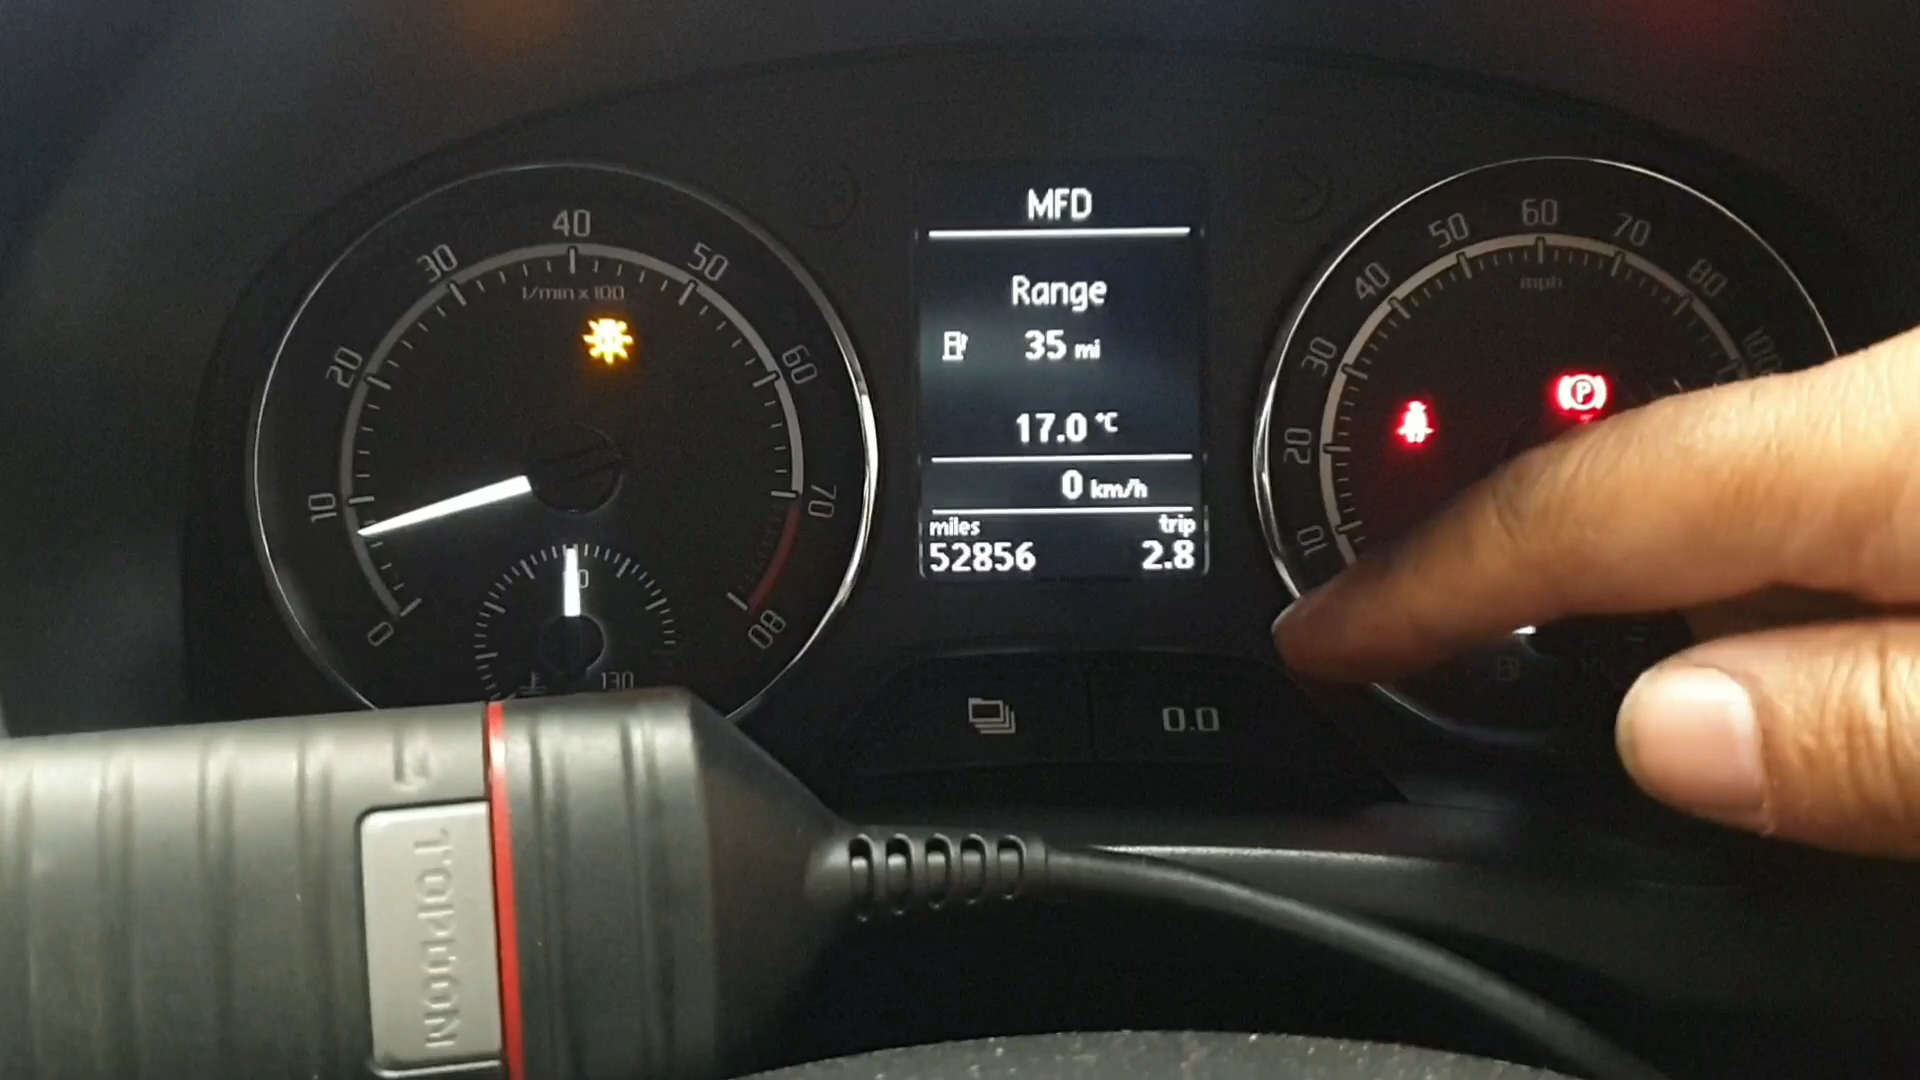 MFD
Range
35 mi
17.0 °C
0 km/h
miles trip
52856 2.8
0 10 20 30 40 50 60 70 80
1/min x 100
130
10 20 30 40 50 60 70 80 100
mph
P
0.0
TOPDON